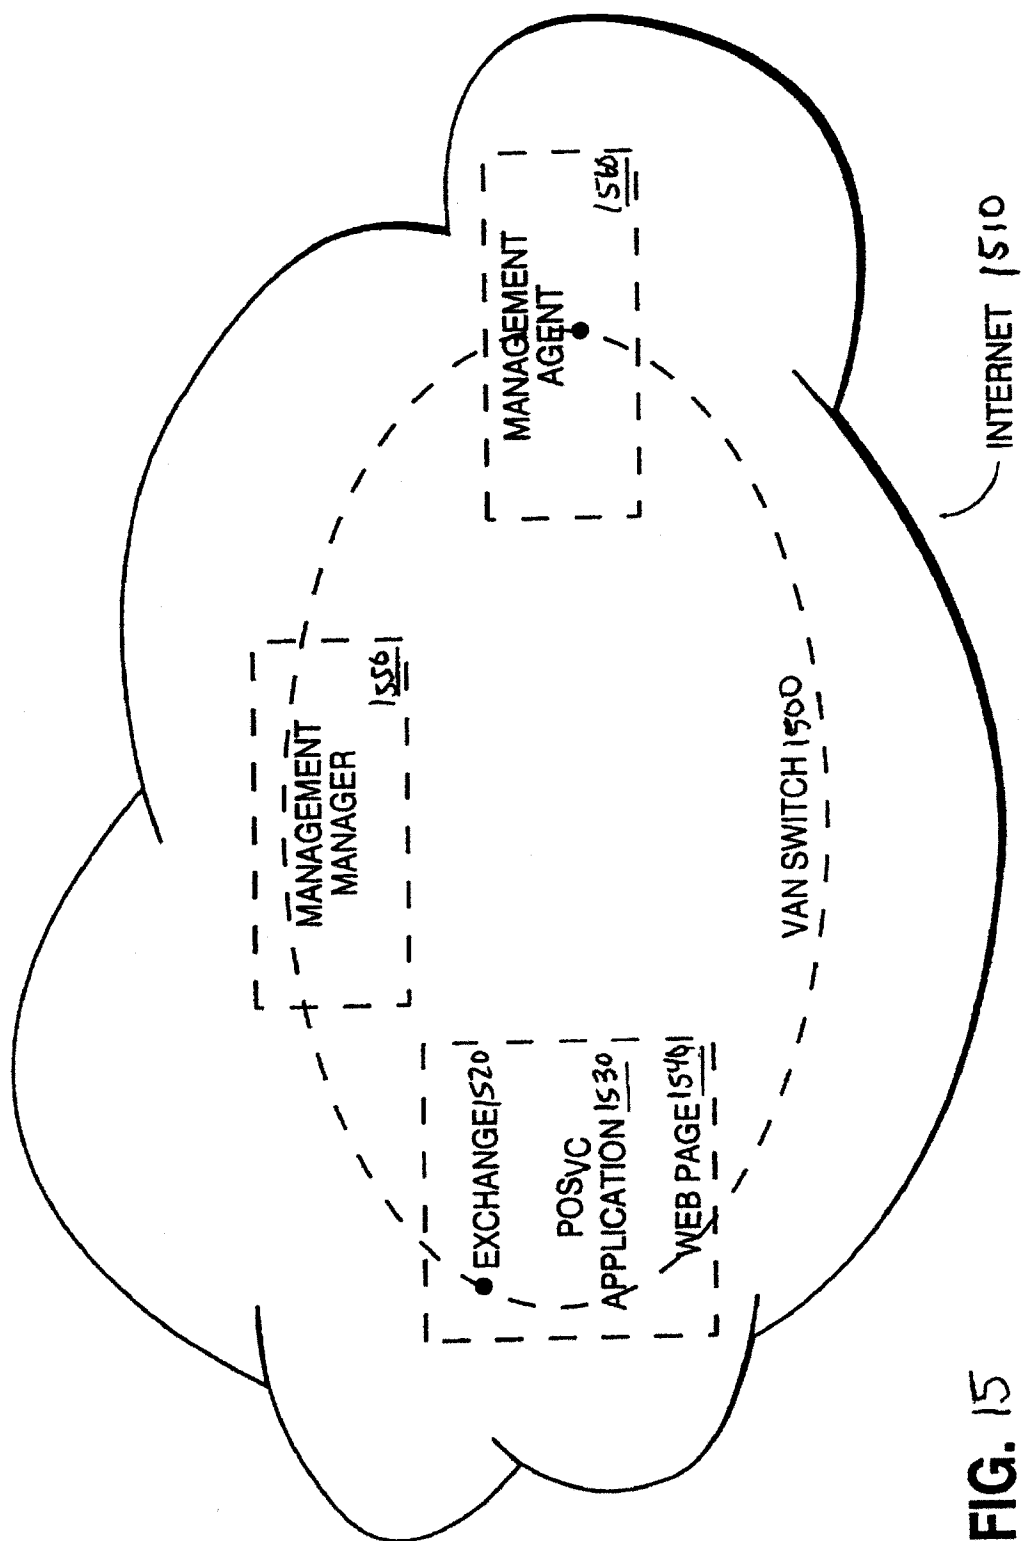 MANAGEMENT
MANAGER
1550
MANAGEMENT
AGENT
1560
EXCHANGE 1520
POSVC
APPLICATION 1530
WEB PAGE 1540
VAN SWITCH 1500
INTERNET 1510
FIG. 15